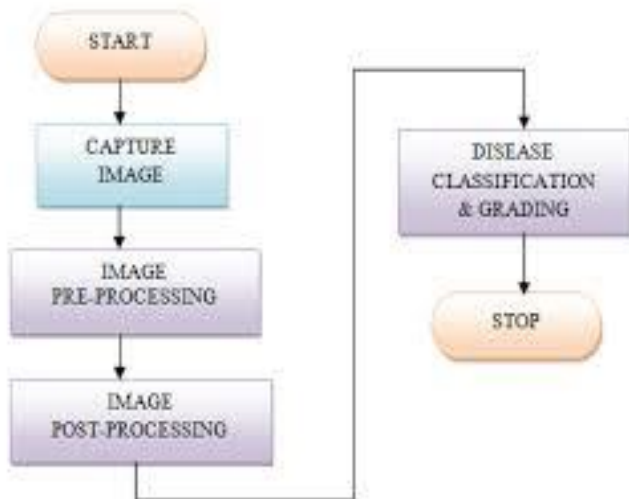 START
CAPTURE
IMAGE
IMAGE
PRE-PROCESSING
IMAGE
POST-PROCESSING
DISEASE
CLASSIFICATION
& GRADING
STOP